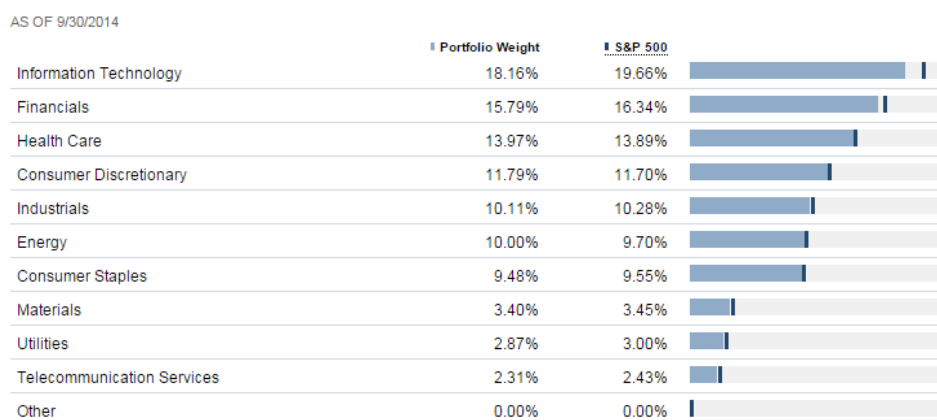 AS OF 9/30/2014
Portfolio Weight S&P 500
Information Technology 18.16% 19.66%
Financials 15.79% 16.34%
Health Care 13.97% 13.89%
Consumer Discretionary 11.79% 11.70%
Industrials 10.11% 10.28%
Energy 10.00% 9.70%
Consumer Staples 9.48% 9.55%
Materials 3.40% 3.45%
Utilities 2.87% 3.00%
Telecommunication Services 2.31% 2.43%
Other 0.00% 0.00%